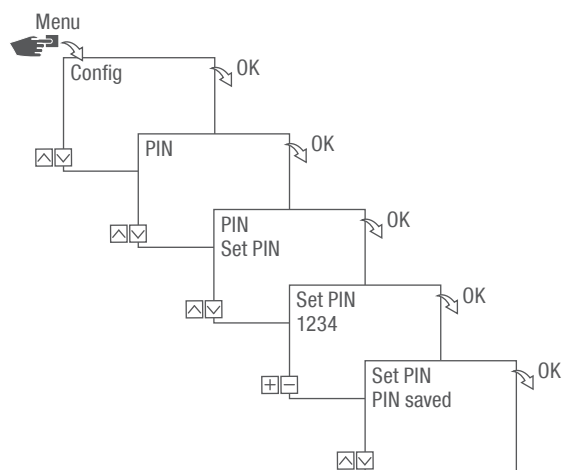 Menu
Config
OK
PIN
OK
PIN
Set PIN
OK
Set PIN
1234
OK
Set PIN
PIN saved
OK